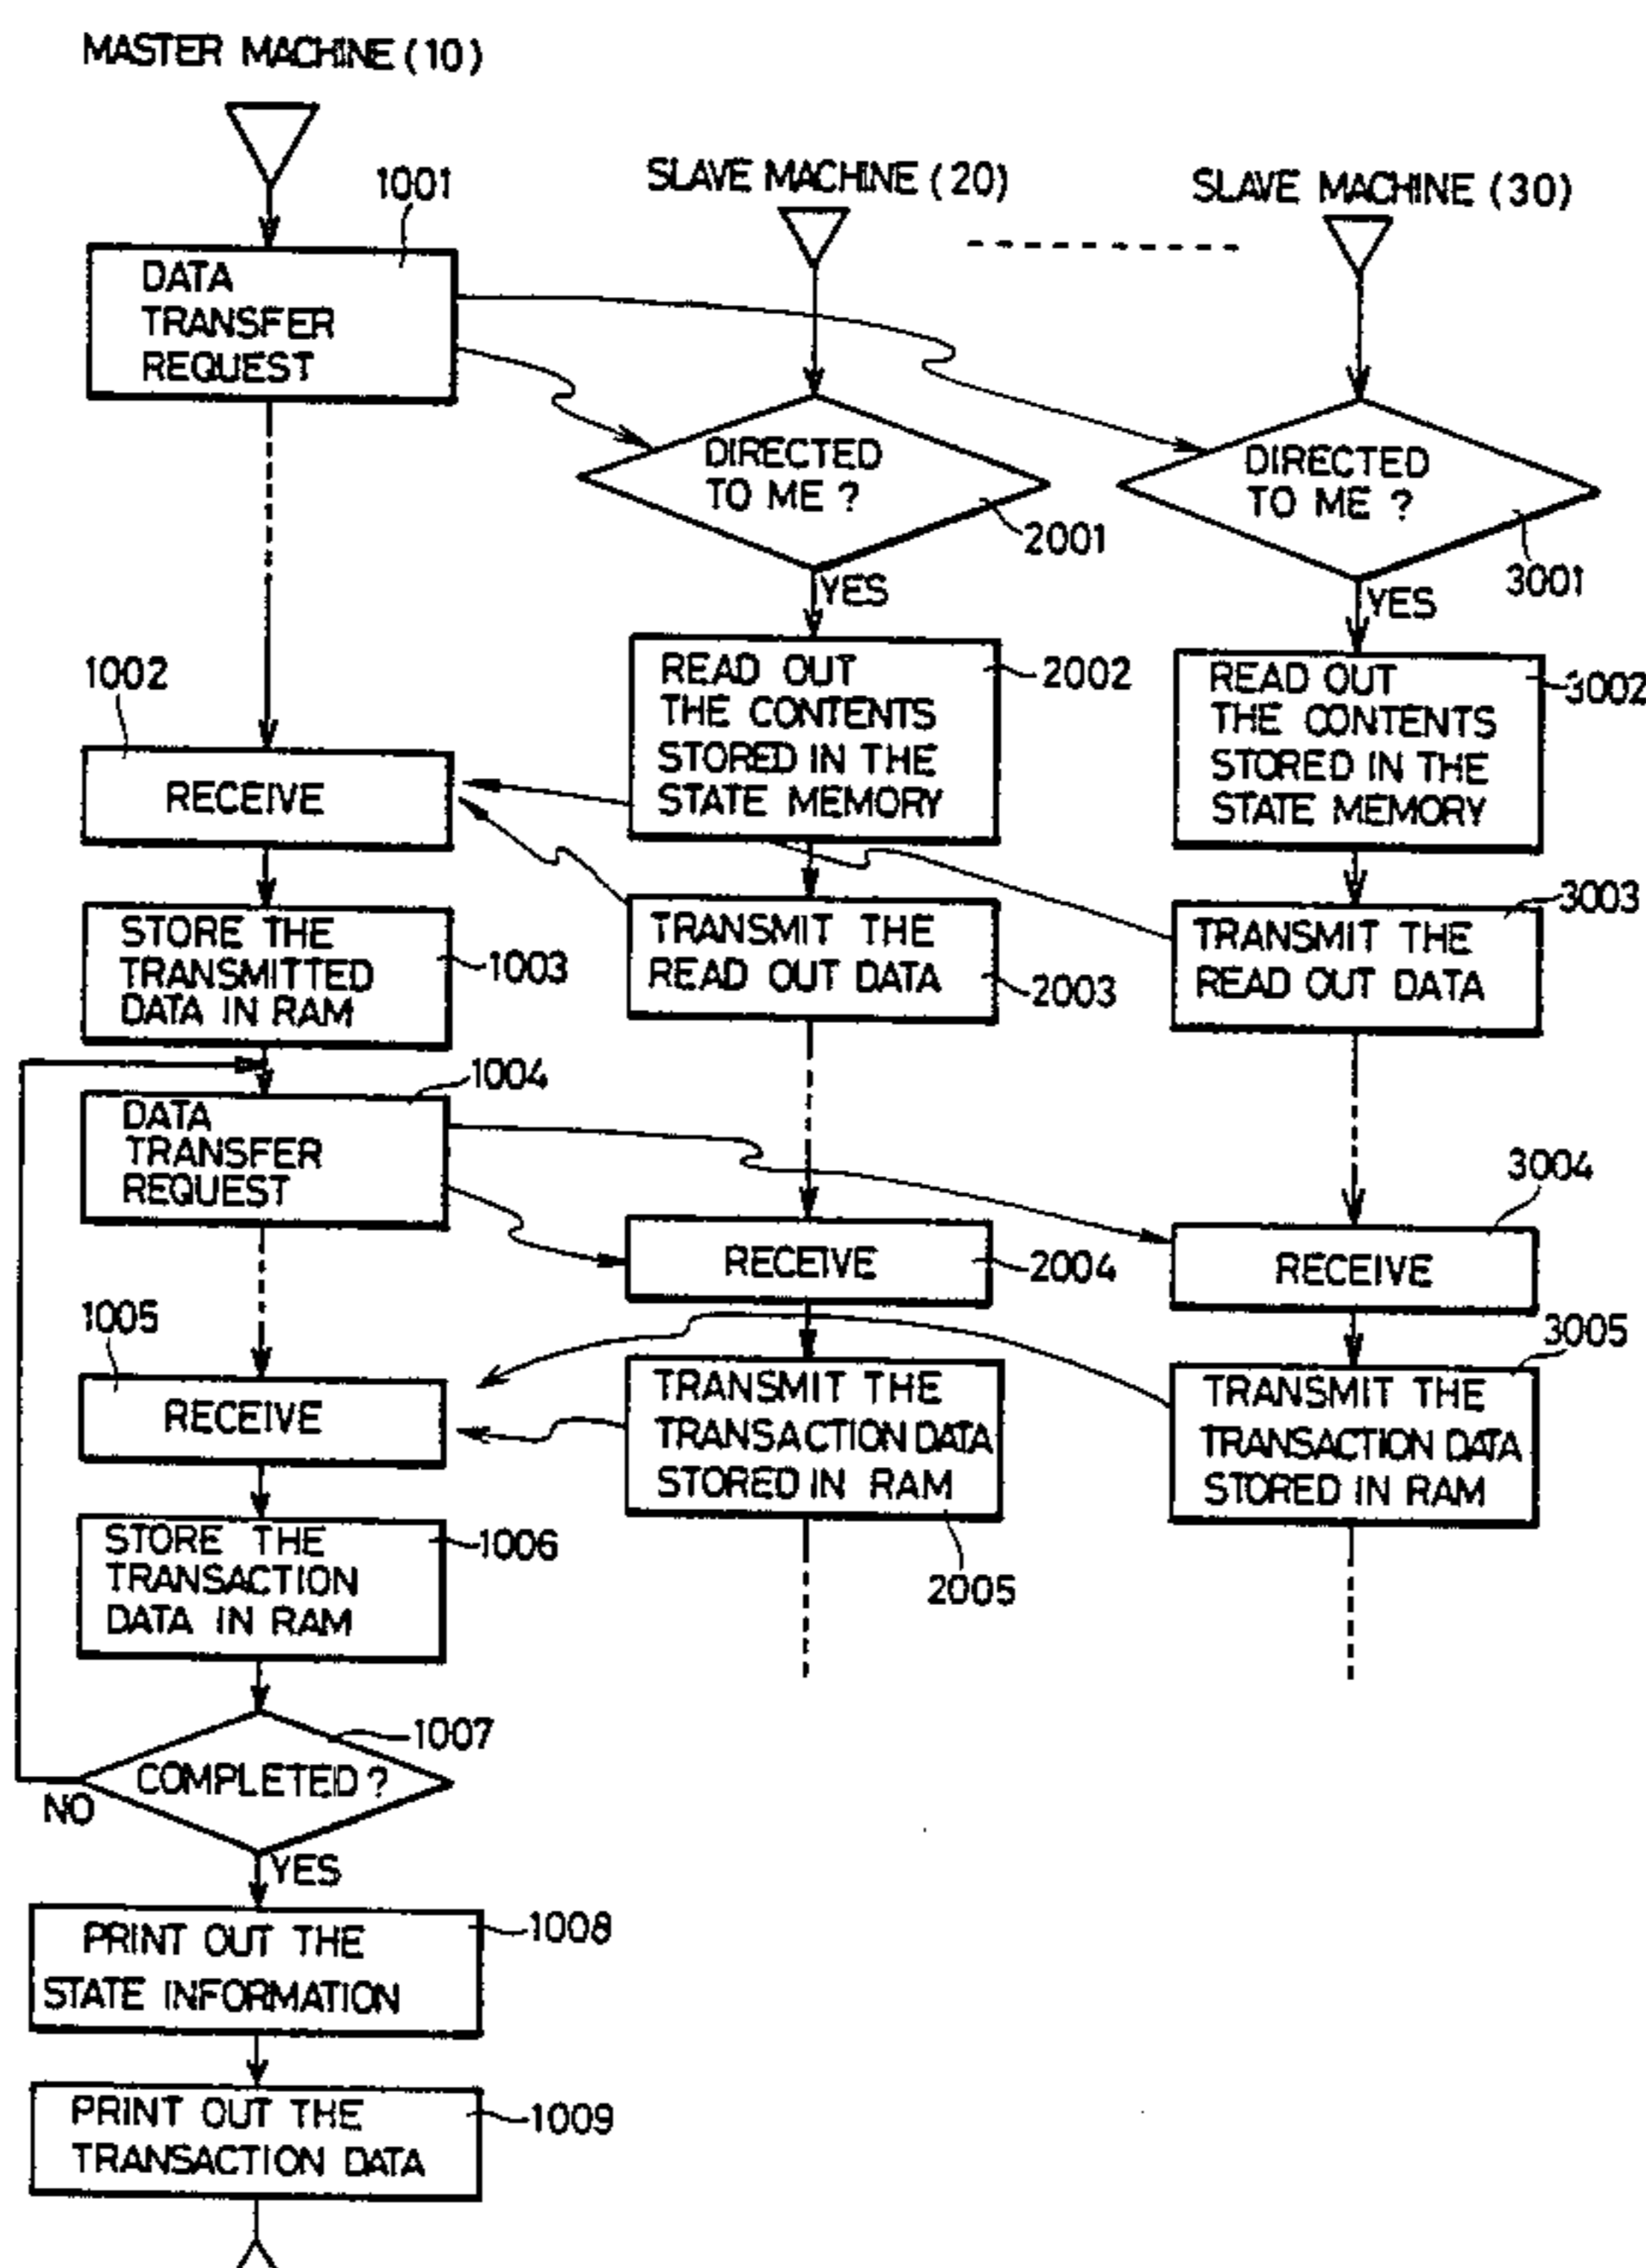 MASTER MACHINE (10)
1001
DATA
TRANSFER
REQUEST
1002
RECEIVE
STORE THE
TRANSMITTED
DATA IN RAM
1003
1004
DATA
TRANSFER
REQUEST
1005
RECEIVE
STORE THE
TRANSACTION
DATA IN RAM
1006
1007
COMPLETED ?
NO
YES
PRINT OUT THE
STATE INFORMATION
1008
PRINT OUT THE
TRANSACTION DATA
1009
SLAVE MACHINE (20)
DIRECTED
TO ME ?
2001
YES
READ OUT
THE CONTENTS
STORED IN THE
STATE MEMORY
2002
TRANSMIT THE
READ OUT DATA
2003
RECEIVE
2004
TRANSMIT THE
TRANSACTION DATA
STORED IN RAM
2005
SLAVE MACHINE (30)
DIRECTED
TO ME ?
3001
YES
READ OUT
THE CONTENTS
STORED IN THE
STATE MEMORY
3002
3003
TRANSMIT THE
READ OUT DATA
3004
RECEIVE
3005
TRANSMIT THE
TRANSACTION DATA
STORED IN RAM